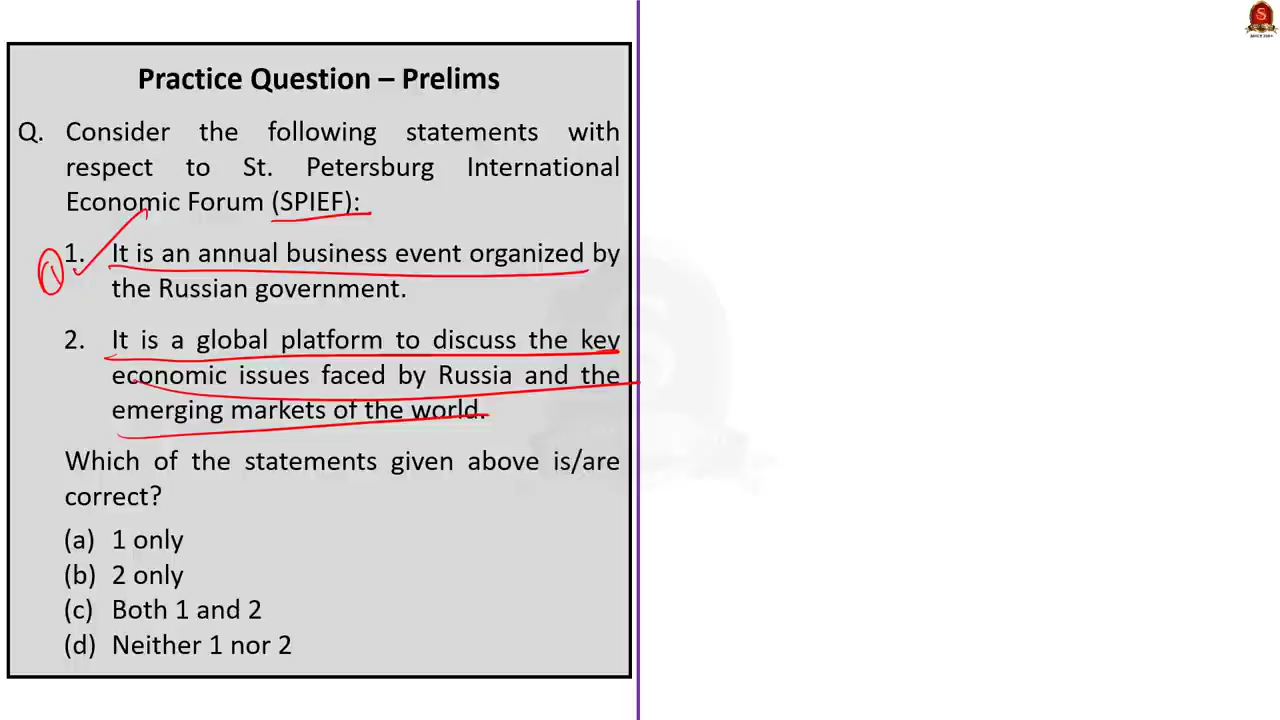 Practice Question – Prelims
Q. Consider the following statements with
respect to St. Petersburg International
Economic Forum (SPIEF):
1. It is an annual business event organized by
the Russian government.
2. It is a global platform to discuss the key
economic issues faced by Russia and the
emerging markets of the world.
Which of the statements given above is/are
correct?
(a) 1 only
(b) 2 only
(c) Both 1 and 2
(d) Neither 1 nor 2